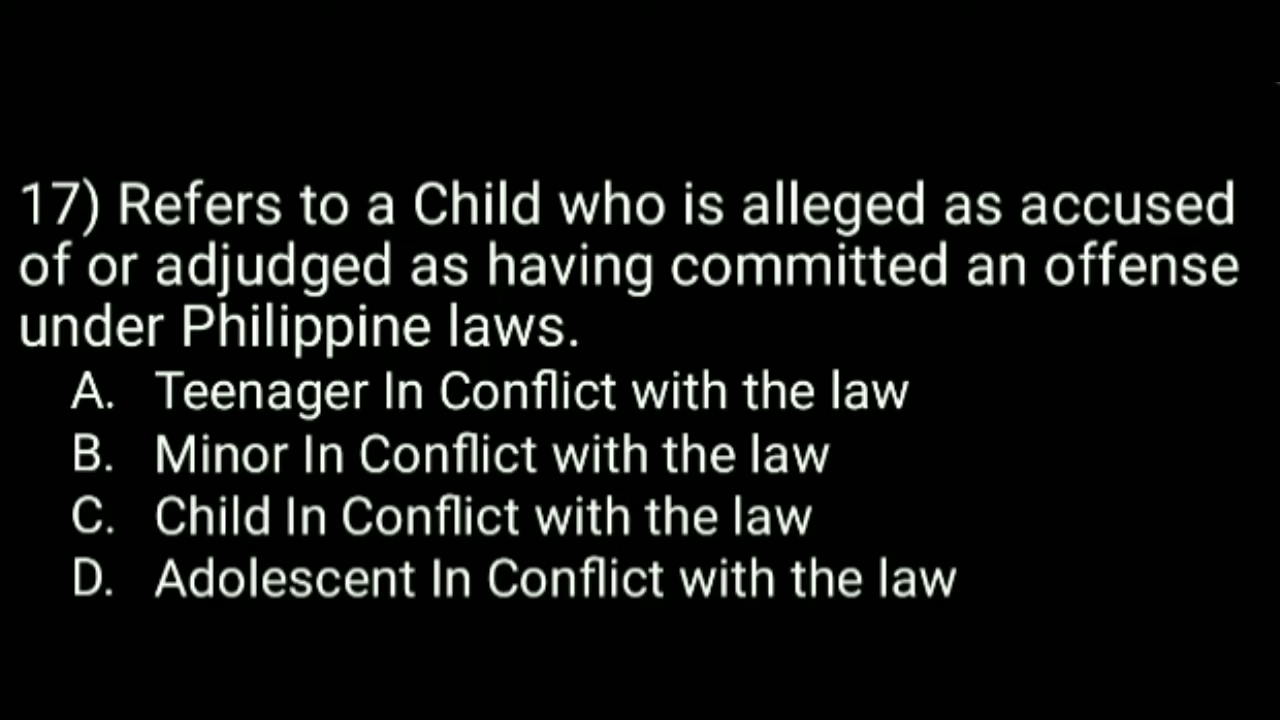 17) Refers to a Child who is alleged as accused
of or adjudged as having committed an offense
under Philippine laws.
A. Teenager In Conflict with the law
B. Minor In Conflict with the law
C. Child In Conflict with the law
D. Adolescent In Conflict with the law